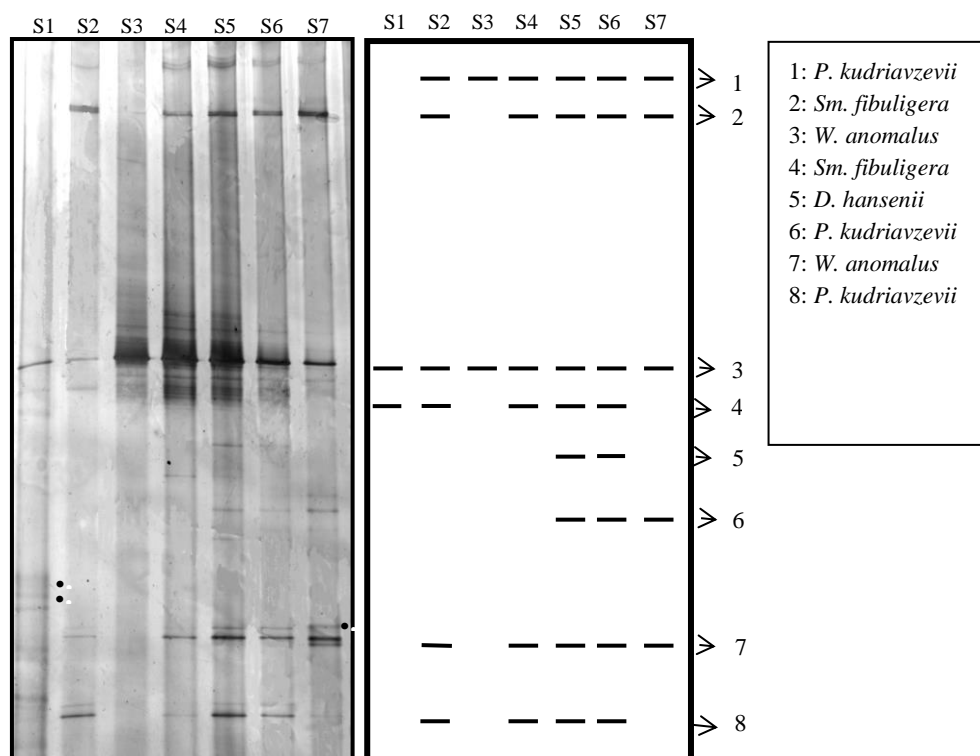 S1 S2 S3 S4 S5 S6 S7
S1 S2 S3 S4 S5 S6 S7
1
2
3
4
5
6
7
8
1: P. kudriavzevii
2: Sm. fibuligera
3: W. anomalus
4: Sm. fibuligera
5: D. hansenii
6: P. kudriavzevii
7: W. anomalus
8: P. kudriavzevii